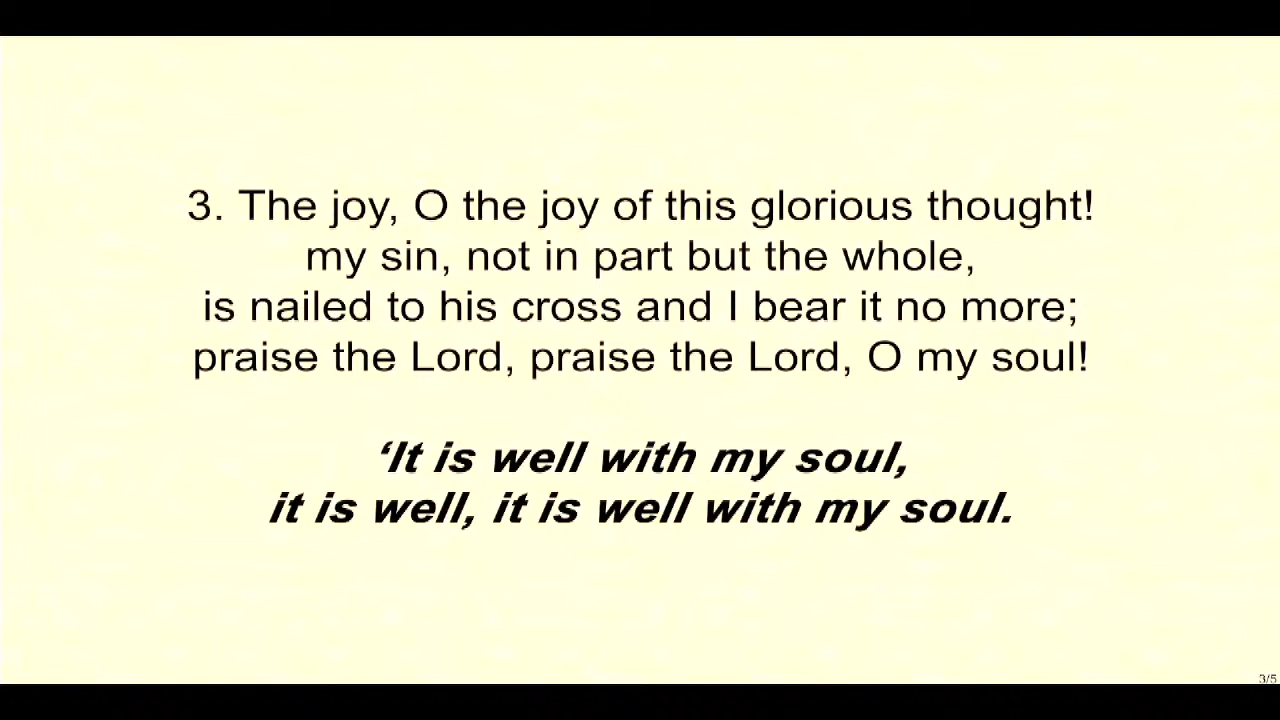 3. The joy, O the joy of this glorious thought!
my sin, not in part but the whole,
is nailed to his cross and I bear it no more;
praise the Lord, praise the Lord, O my soul!
‘It is well with my soul,
it is well, it is well with my soul.
3/5